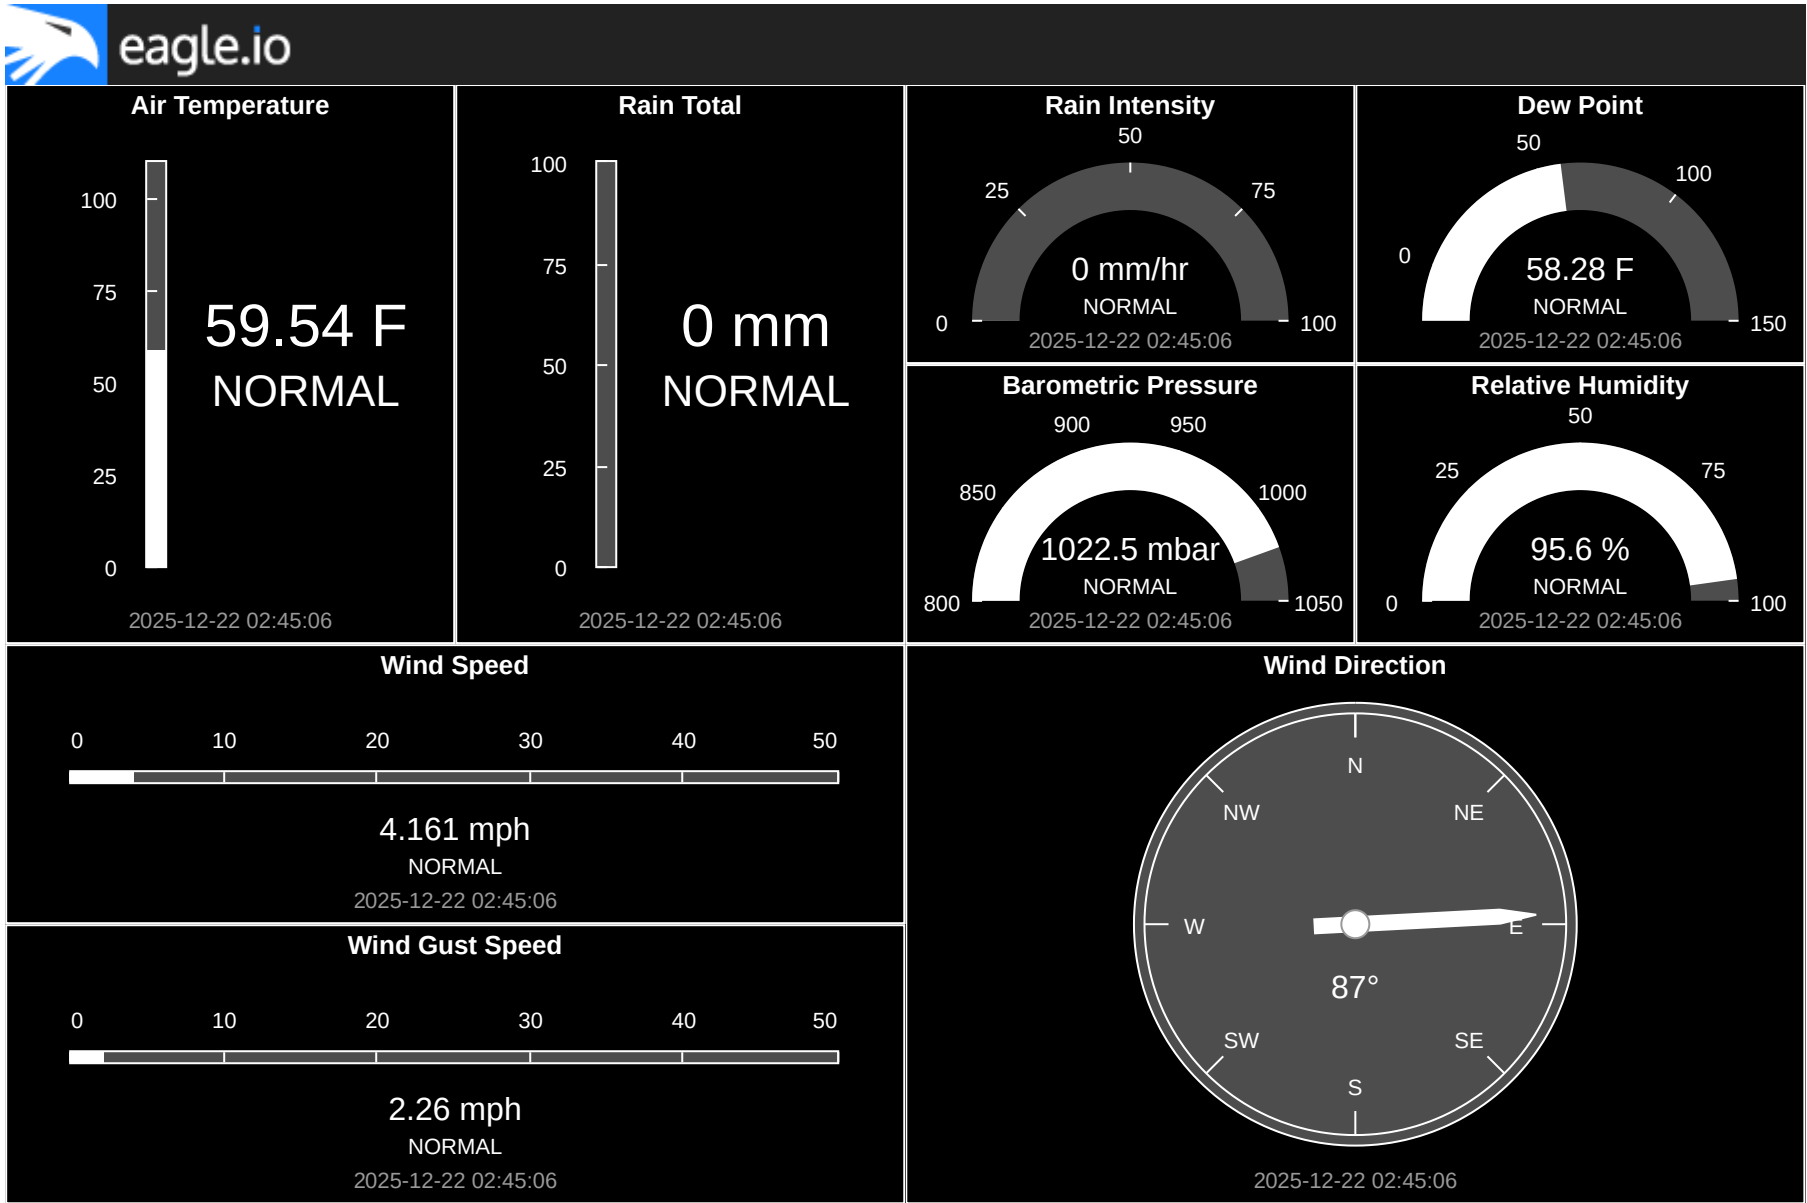 eagle.io
Air Temperature
100
75
50
25
0
59.54 F
NORMAL
2025-12-22 02:45:06
Rain Total
100
75
50
25
0
0 mm
NORMAL
2025-12-22 02:45:06
Rain Intensity
50
25
75
0
100
0 mm/hr
NORMAL
2025-12-22 02:45:06
Dew Point
50
100
0
150
58.28 F
NORMAL
2025-12-22 02:45:06
Barometric Pressure
900
950
850
1000
800
1050
1022.5 mbar
NORMAL
2025-12-22 02:45:06
Relative Humidity
50
25
75
0
100
95.6 %
NORMAL
2025-12-22 02:45:06
Wind Speed
0 10 20 30 40 50
4.161 mph
NORMAL
2025-12-22 02:45:06
Wind Gust Speed
0 10 20 30 40 50
2.26 mph
NORMAL
2025-12-22 02:45:06
Wind Direction
N
NW NE
W E
87°
SW SE
S
2025-12-22 02:45:06